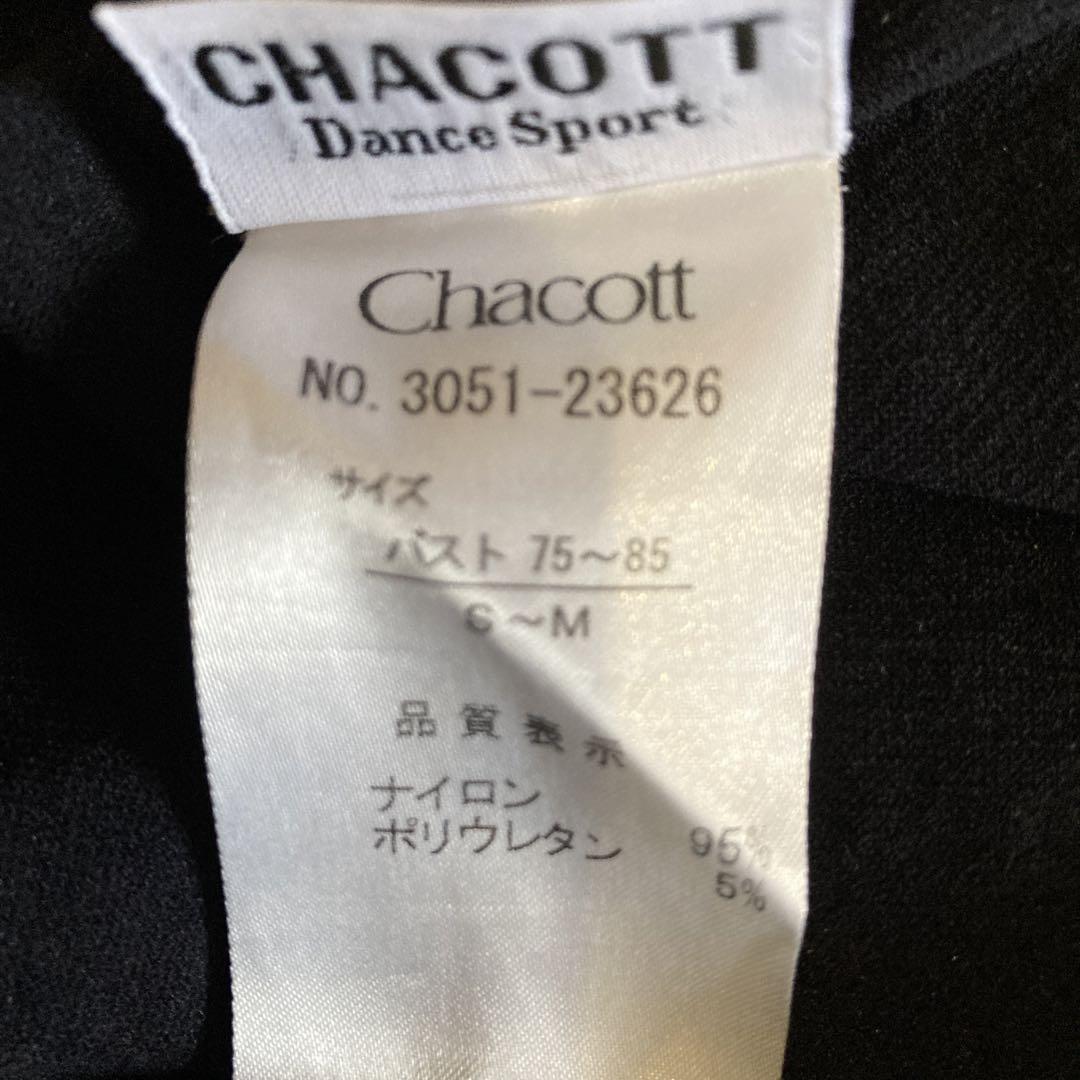 CHACOTT
Dance Sport
Chacott
NO. 3051-23626
サイズ
バスト 75～85
S～M
品質表示
ナイロン 95%
ポリウレタン 5%